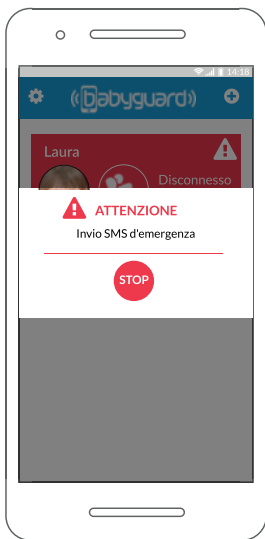 14:18
babyguard
Laura
Disconnesso
ATTENZIONE
Invio SMS d'emergenza
STOP